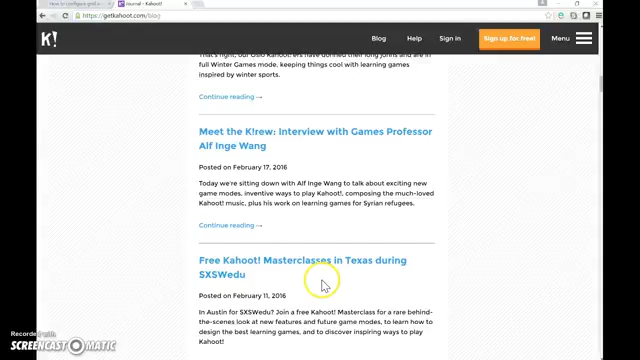 How to configure grid
Journal - Kahoot!
https://getkahoot.com/blog
K!
Blog Help Sign in Sign up for free! Menu
That's right, our Oslo Kahoot!'ers have donned their long johns and are in
full Winter Games mode, keeping things cool with learning games
inspired by winter sports.
Continue reading →
Meet the K!rew: Interview with Games Professor
Alf Inge Wang
Posted on February 17, 2016
Today we're sitting down with Alf Inge Wang to talk about exciting new
game modes, inventive ways to play Kahoot!, composing the much-loved
Kahoot! music, plus his work on learning games for Syrian refugees.
Continue reading →
Free Kahoot! Masterclasses in Texas during
SXSWedu
Posted on February 11, 2016
In Austin for SXSWedu? Join a free Kahoot! Masterclass for a rare behind-
the-scenes look at new features and future game modes, to learn how to
design the best learning games, and to discover inspiring ways to play
Kahoot!
Recorded with
SCREENCAST-O-MATIC